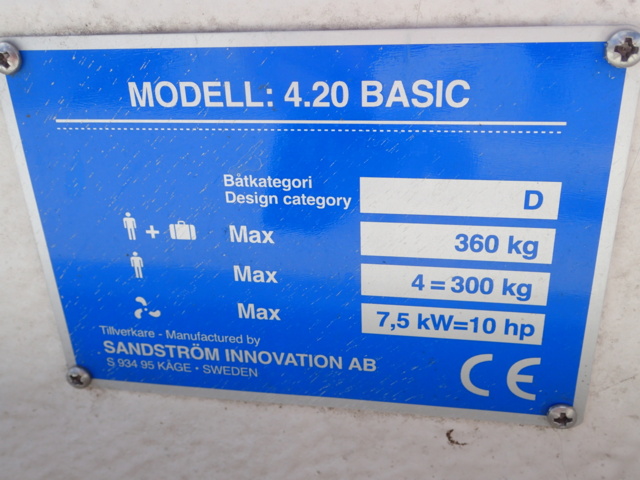 MODELL: 4.20 BASIC
Båtkategori
Design category D
+ Max 360 kg
Max 4 = 300 kg
Max 7,5 kW=10 hp
Tillverkare - Manufactured by
SANDSTRÖM INNOVATION AB
S 934 95 KÅGE · SWEDEN
CE